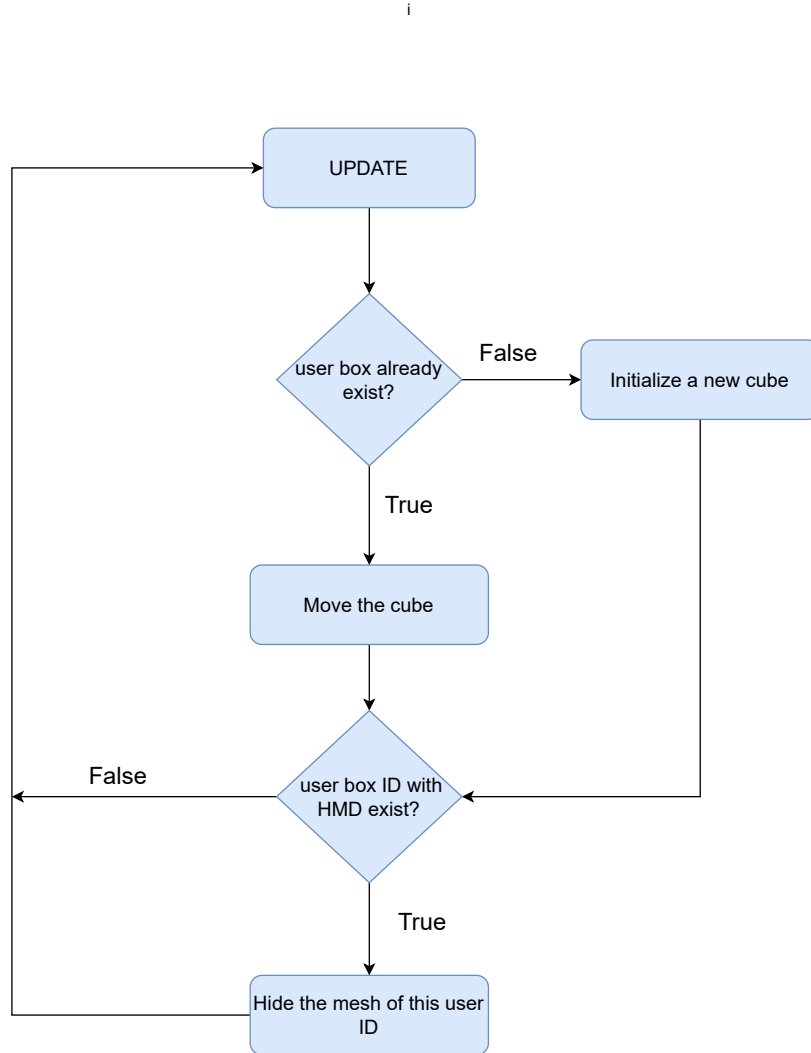 i
UPDATE
user box already
exist?
False
Initialize a new cube
True
Move the cube
user box ID with
HMD exist?
False
True
Hide the mesh of this user
ID